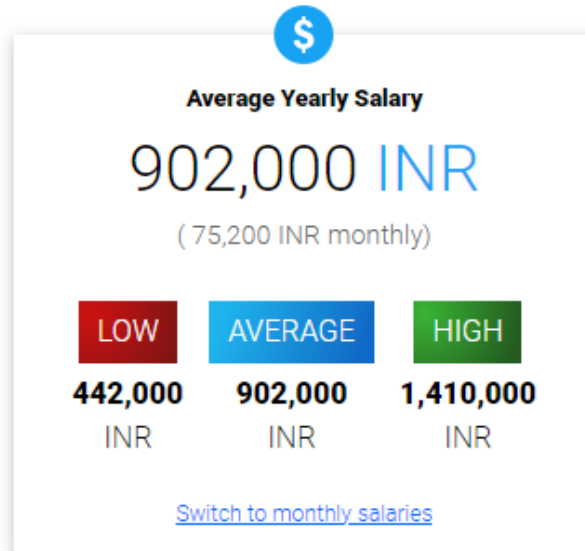 $
Average Yearly Salary
902,000 INR
( 75,200 INR monthly)
LOW AVERAGE HIGH
442,000 902,000 1,410,000
INR INR INR
Switch to monthly salaries